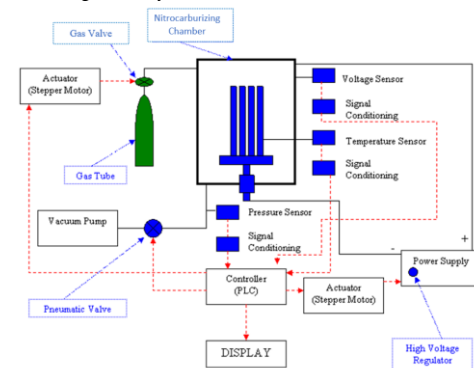 Nitrocarburizing
Chamber
Gas Valve
Actuator
(Stepper Motor)
Voltage Sensor
Signal
Conditioning
Temperature Sensor
Signal
Conditioning
Gas Tube
Vacuum Pump
Pressure Sensor
Signal
Conditioning
-
+
Power Supply
Controller
(PLC)
Actuator
(Stepper Motor)
Pneumatic Valve
DISPLAY
High Voltage
Regulator